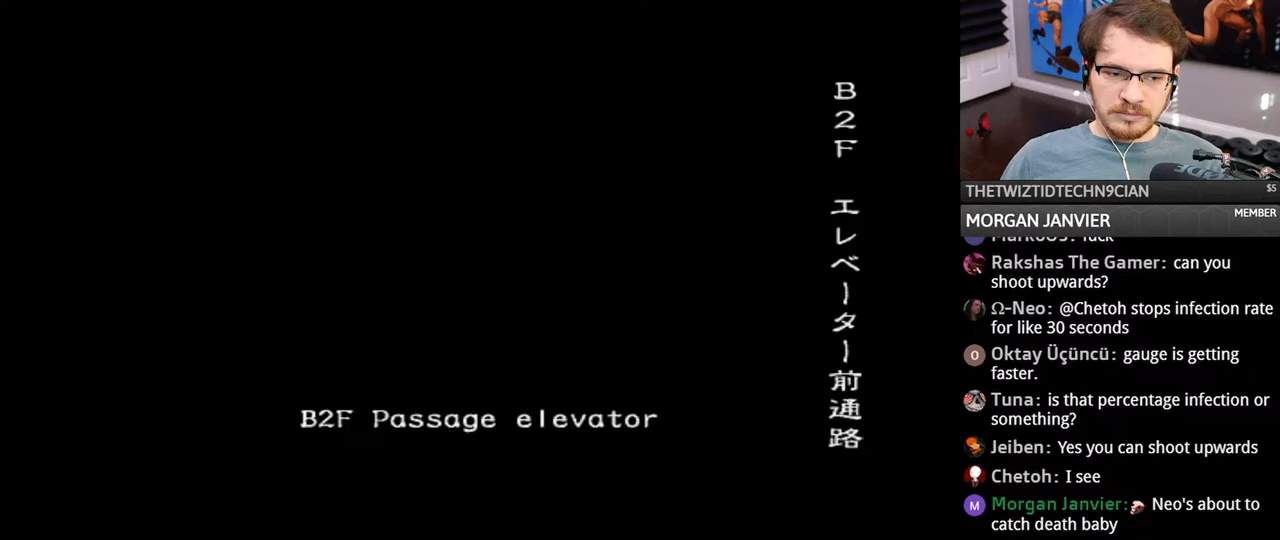 B2F エレベーター前通路
B2F Passage elevator
THETWIZTIDTECHN9CIAN
$5
MORGAN JANVIER
MEMBER
Rakshas The Gamer: can you
shoot upwards?
Ω-Neo: @Chetoh stops infection rate
for like 30 seconds
Oktay Üçüncü: gauge is getting
faster.
Tuna: is that percentage infection or
something?
Jeiben: Yes you can shoot upwards
Chetoh: I see
Morgan Janvier: Neo's about to
catch death baby